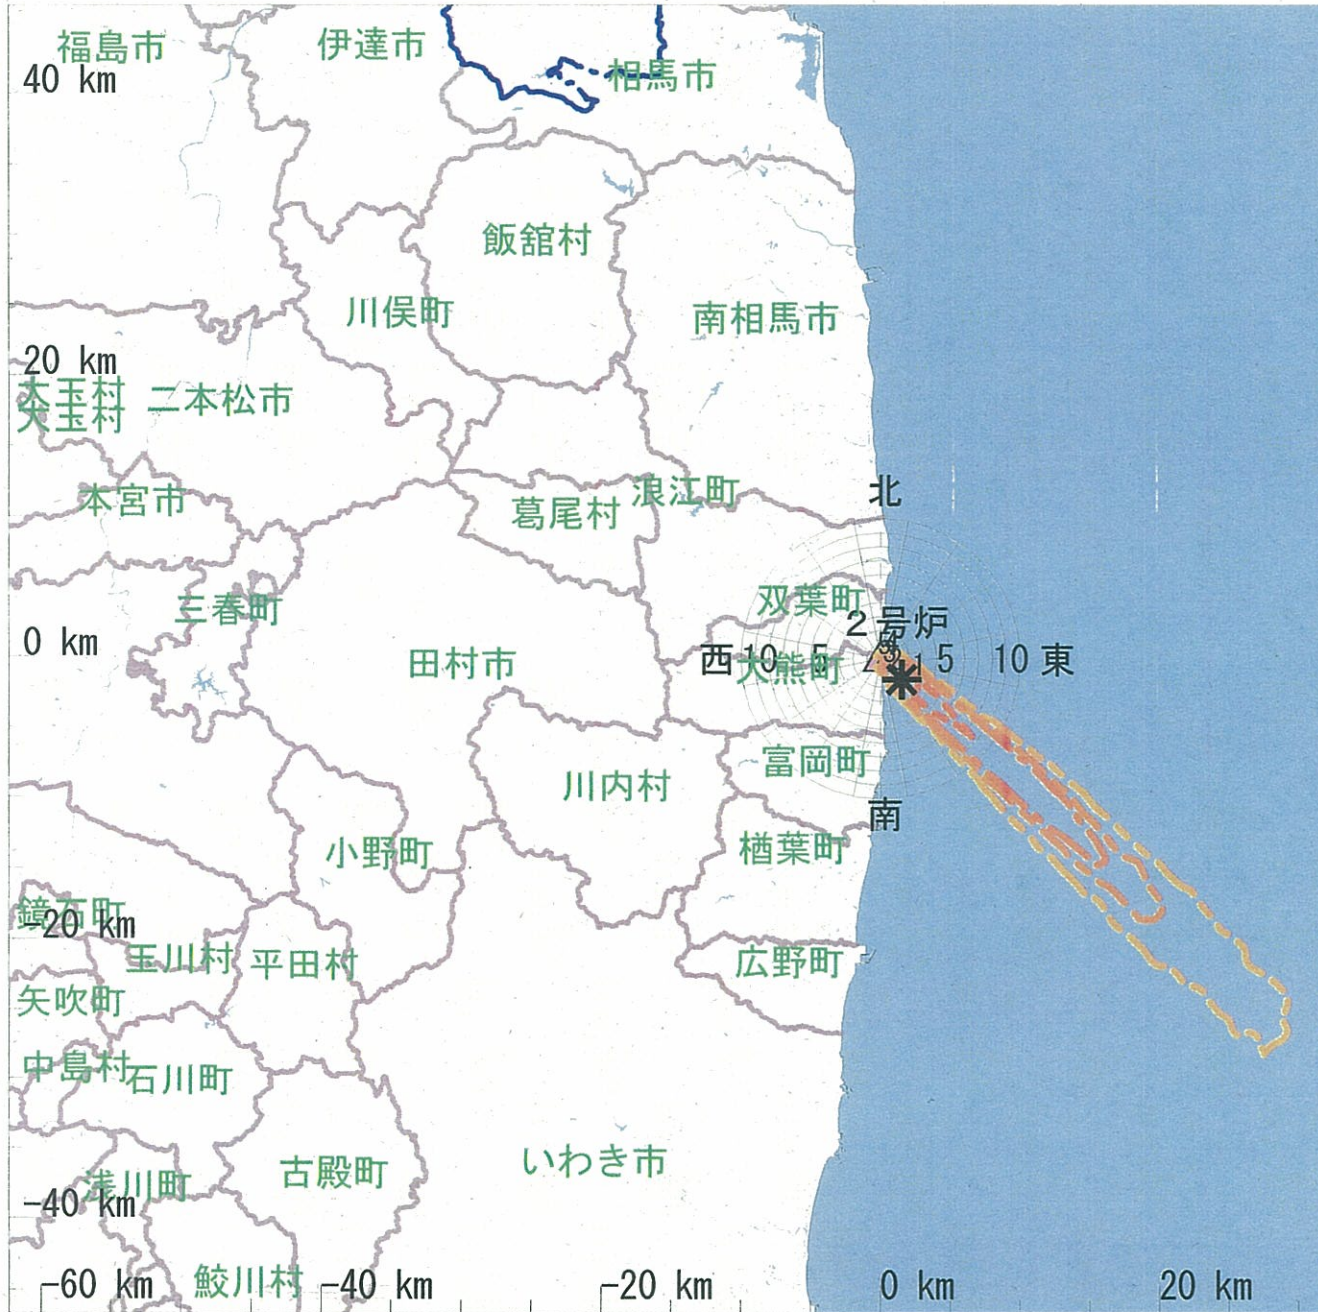 福島市
伊達市
相馬市
40 km
飯舘村
川俣町
南相馬市
20 km
大玉村
大玉村
二本松市
本宮市
葛尾村
浪江町
北
三春町
双葉町
2号炉
0 km
田村市
西 10 5
大熊町
5 10 東
富岡町
川内村
南
小野町
楢葉町
鏡石町
-20 km
玉川村
平田村
広野町
矢吹町
中島村
石川町
いわき市
古殿町
浅川町
-40 km
鮫川村
-60 km -40 km -20 km 0 km 20 km